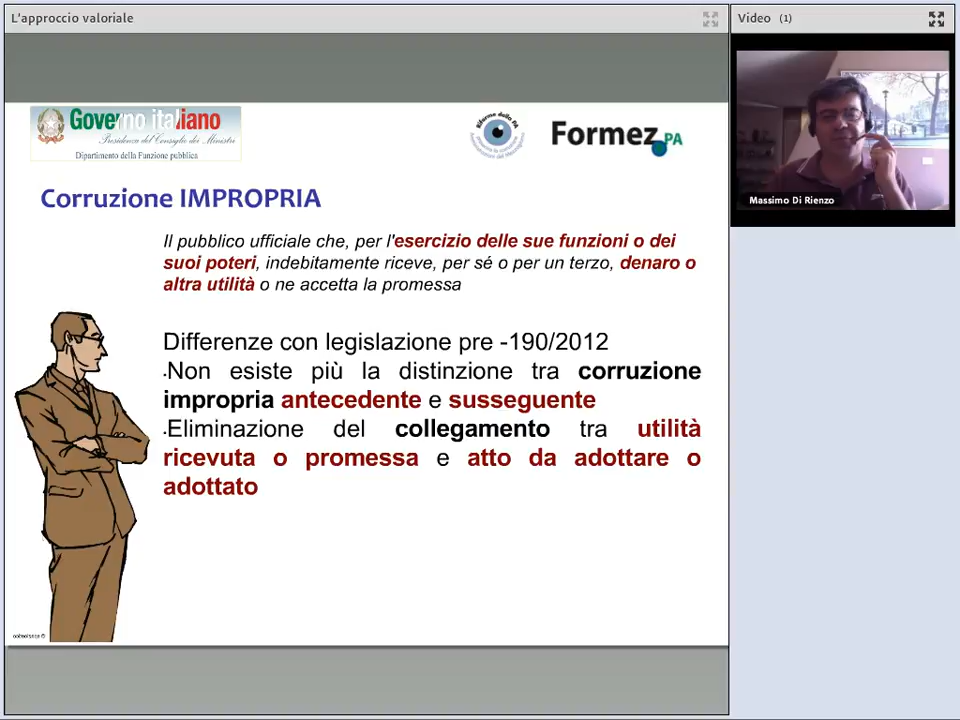 L'approccio valoriale
Video (1)
Governo italiano
Presidenza del Consiglio dei Ministri
Dipartimento della Funzione pubblica
Riforme della PA
Formez PA
Massimo Di Rienzo
Corruzione IMPROPRIA
Il pubblico ufficiale che, per l'esercizio delle sue funzioni o dei
suoi poteri, indebitamente riceve, per sé o per un terzo, denaro o
altra utilità o ne accetta la promessa
Differenze con legislazione pre -190/2012
.Non esiste più la distinzione tra corruzione
impropria antecedente e susseguente
.Eliminazione del collegamento tra utilità
ricevuta o promessa e atto da adottare o
adottato